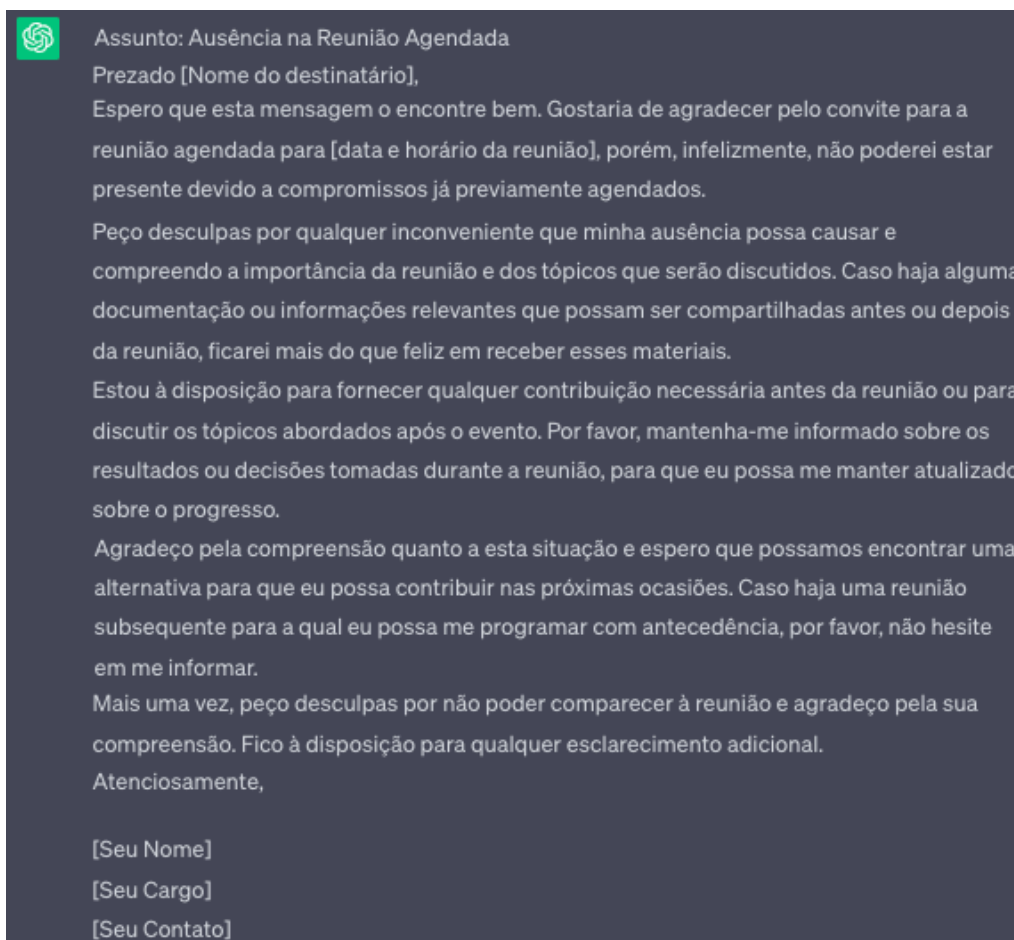 Assunto: Ausência na Reunião Agendada
Prezado [Nome do destinatário],
Espero que esta mensagem o encontre bem. Gostaria de agradecer pelo convite para a
reunião agendada para [data e horário da reunião], porém, infelizmente, não poderei estar
presente devido a compromissos já previamente agendados.
Peço desculpas por qualquer inconveniente que minha ausência possa causar e
compreendo a importância da reunião e dos tópicos que serão discutidos. Caso haja alguma
documentação ou informações relevantes que possam ser compartilhadas antes ou depois
da reunião, ficarei mais do que feliz em receber esses materiais.
Estou à disposição para fornecer qualquer contribuição necessária antes da reunião ou para
discutir os tópicos abordados após o evento. Por favor, mantenha-me informado sobre os
resultados ou decisões tomadas durante a reunião, para que eu possa me manter atualizado
sobre o progresso.
Agradeço pela compreensão quanto a esta situação e espero que possamos encontrar uma
alternativa para que eu possa contribuir nas próximas ocasiões. Caso haja uma reunião
subsequente para a qual eu possa me programar com antecedência, por favor, não hesite
em me informar.
Mais uma vez, peço desculpas por não poder comparecer à reunião e agradeço pela sua
compreensão. Fico à disposição para qualquer esclarecimento adicional.
Atenciosamente,
[Seu Nome]
[Seu Cargo]
[Seu Contato]